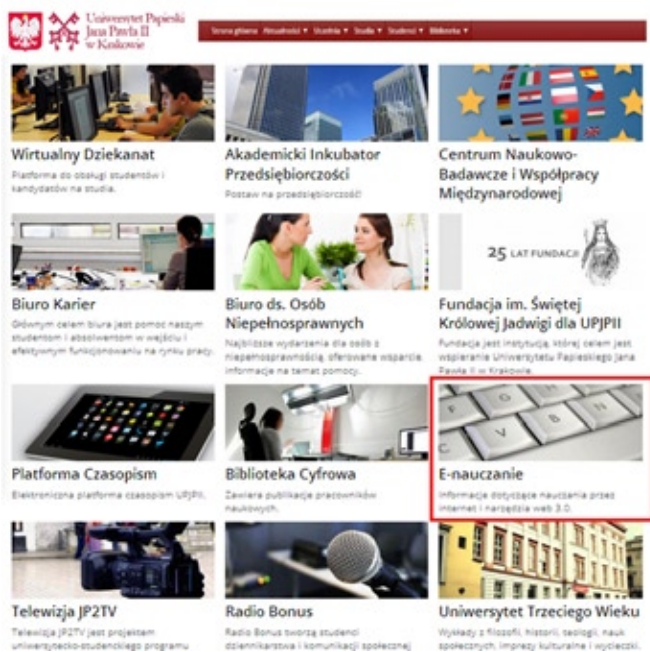 Uniwersytet Papieski
Jana Pawła II
w Krakowie
Strona główna Aktualności Uczelnia Studia Studenci Biblioteka
Wirtualny Dziekanat
Platforma do obsługi studentów i
kandydatów na studia.
Akademicki Inkubator
Przedsiębiorczości
Postaw na przedsiębiorczość!
Centrum Naukowo-
Badawcze i Współpracy
Międzynarodowej
Biuro Karier
Głównym celem biura jest pomoc naszym
studentom i absolwentom w wejściu i
efektywnym funkcjonowaniu na rynku pracy.
Biuro ds. Osób
Niepełnosprawnych
Najbliższe wydarzenia dla osób z
niepełnosprawnością, oferowane wsparcie,
informacje na temat pomocy.
25 LAT FUNDACJI
Fundacja im. Świętej
Królowej Jadwigi dla UPJPII
Fundacja jest instytucją, której celem jest
wspieranie Uniwersytetu Papieskiego Jana
Pawła II w Krakowie.
Platforma Czasopism
Elektroniczna platforma czasopism UPJPII.
Biblioteka Cyfrowa
Zawiera publikacje pracowników
naukowych.
F G H
C V B N
E-nauczanie
Informacje dotyczące nauczania przez
internet i narzędzia web 3.0.
Telewizja JP2TV
Telewizja JP2TV jest projektem
uniwersytecko-studenckiego programu
Radio Bonus
Radio Bonus tworzą studenci
dziennikarstwa i komunikacji społecznej
Uniwersytet Trzeciego Wieku
Wykłady z filozofii, historii, teologii, nauk
społecznych, imprezy kulturalne i wycieczki.